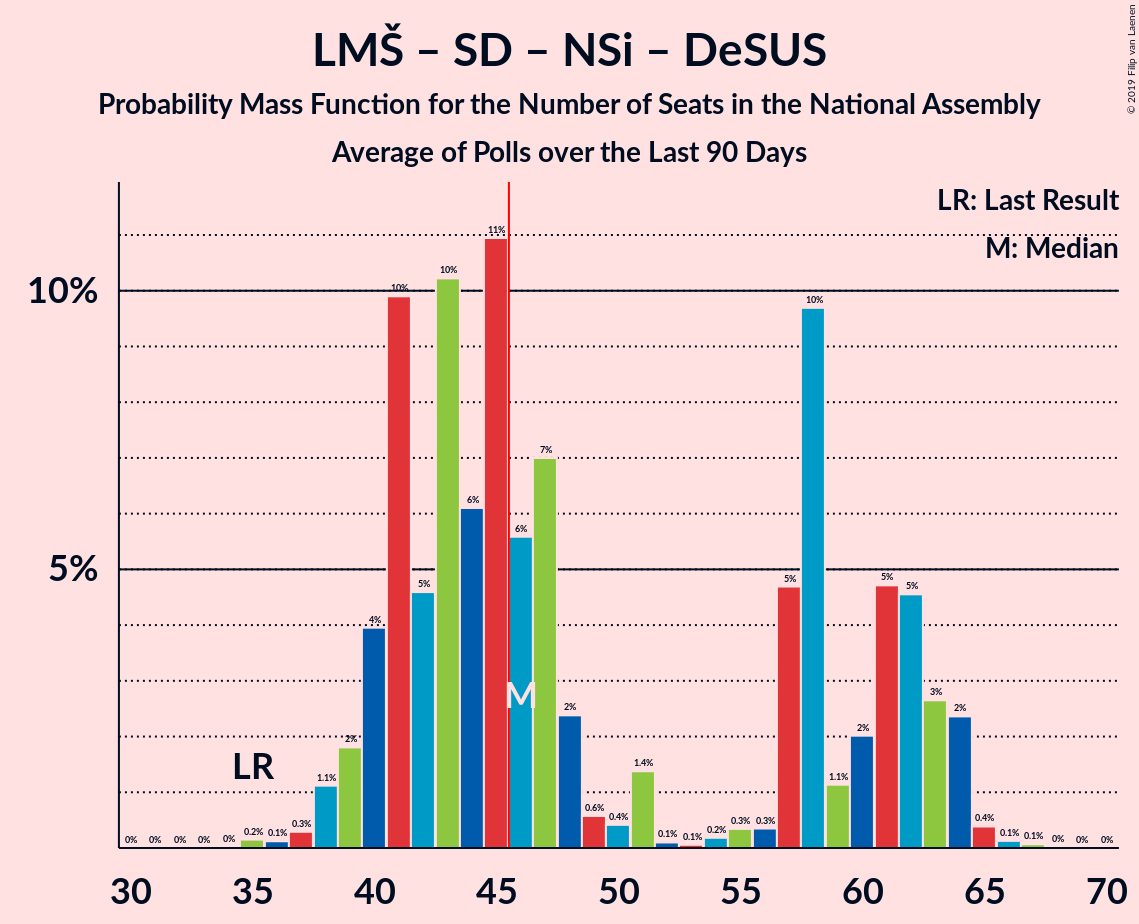 LMŠ – SD – NSi – DeSUS
Probability Mass Function for the Number of Seats in the National Assembly
Average of Polls over the Last 90 Days
© 2019 Filip van Laenen
LR: Last Result
M: Median
10%
5%
0% 0% 0% 0% 0% 0.2% 0.1% 0.3% 1.1% 2% 4% 10% 5% 10% 6% 11% 6% 7% 2% 0.6% 0.4% 1.4% 0.1% 0.1% 0.2% 0.3% 0.3% 5% 10% 1.1% 2% 5% 5% 3% 2% 0.4% 0.1% 0.1% 0% 0% 0%
LR
M
30 35 40 45 50 55 60 65 70